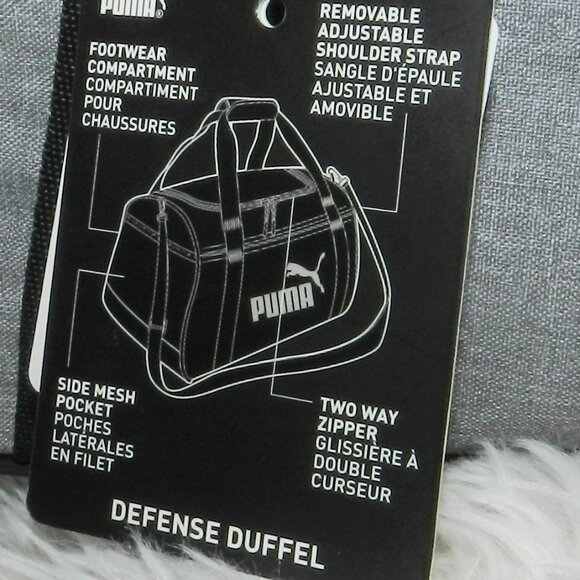 PUMA®
FOOTWEAR
COMPARTMENT
COMPARTIMENT
POUR
CHAUSSURES
REMOVABLE
ADJUSTABLE
SHOULDER STRAP
SANGLE D'ÉPAULE
AJUSTABLE ET
AMOVIBLE
PUMA
SIDE MESH
POCKET
POCHES
LATÉRALES
EN FILET
TWO WAY
ZIPPER
GLISSIÈRE À
DOUBLE
CURSEUR
DEFENSE DUFFEL